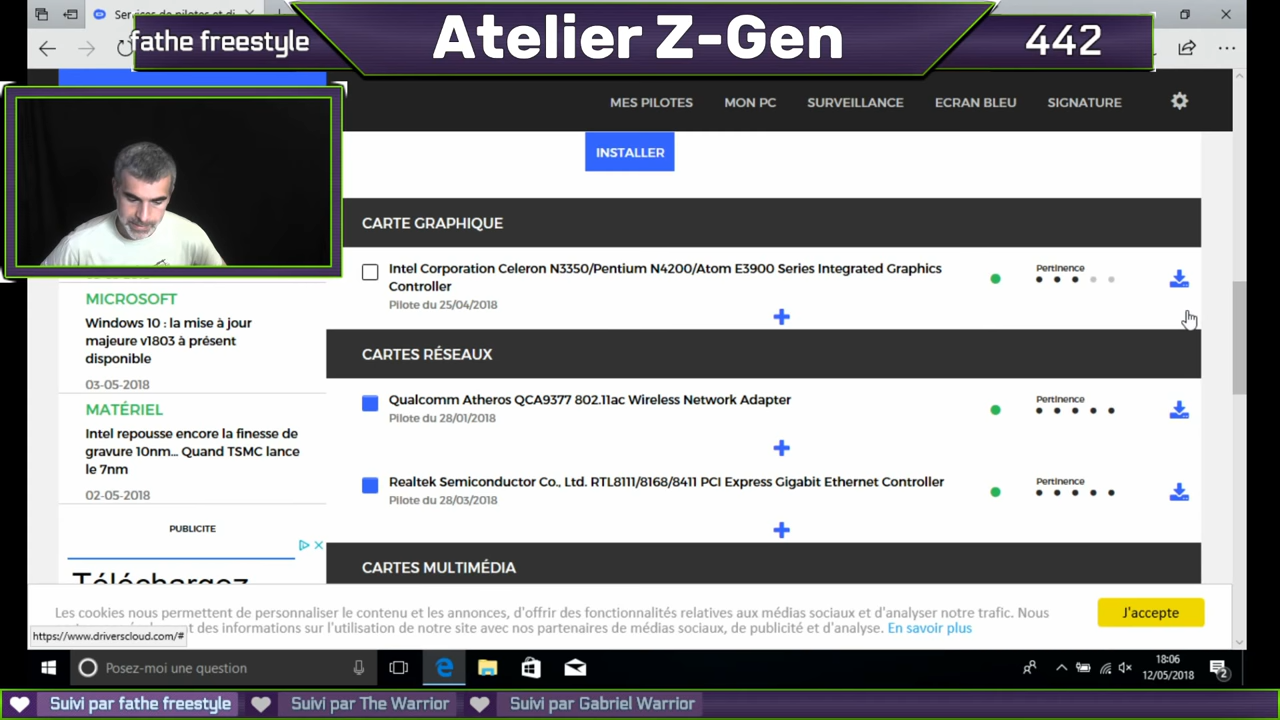 Services de pilotes et di
fathe freestyle
Atelier Z-Gen
442
MES PILOTES
MON PC
SURVEILLANCE
ECRAN BLEU
SIGNATURE
INSTALLER
CARTE GRAPHIQUE
Intel Corporation Celeron N3350/Pentium N4200/Atom E3900 Series Integrated Graphics
Controller
Pilote du 25/04/2018
Pertinence
CARTES RÉSEAUX
Qualcomm Atheros QCA9377 802.11ac Wireless Network Adapter
Pilote du 28/01/2018
Pertinence
Realtek Semiconductor Co., Ltd. RTL8111/8168/8411 PCI Express Gigabit Ethernet Controller
Pilote du 28/03/2018
Pertinence
CARTES MULTIMÉDIA
MICROSOFT
Windows 10 : la mise à jour
majeure v1803 à présent
disponible
03-05-2018
MATÉRIEL
Intel repousse encore la finesse de
gravure 10nm... Quand TSMC lance
le 7nm
02-05-2018
PUBLICITE
Téléchargez
Les cookies nous permettent de personnaliser le contenu et les annonces, d'offrir des fonctionnalités relatives aux médias sociaux et d'analyser notre trafic. Nous
des informations sur l'utilisation de notre site avec nos partenaires de médias sociaux, de publicité et d'analyse. En savoir plus
J'accepte
https://www.driverscloud.com/#
Posez-moi une question
18:06
12/05/2018
2
Suivi par fathe freestyle
Suivi par The Warrior
Suivi par Gabriel Warrior